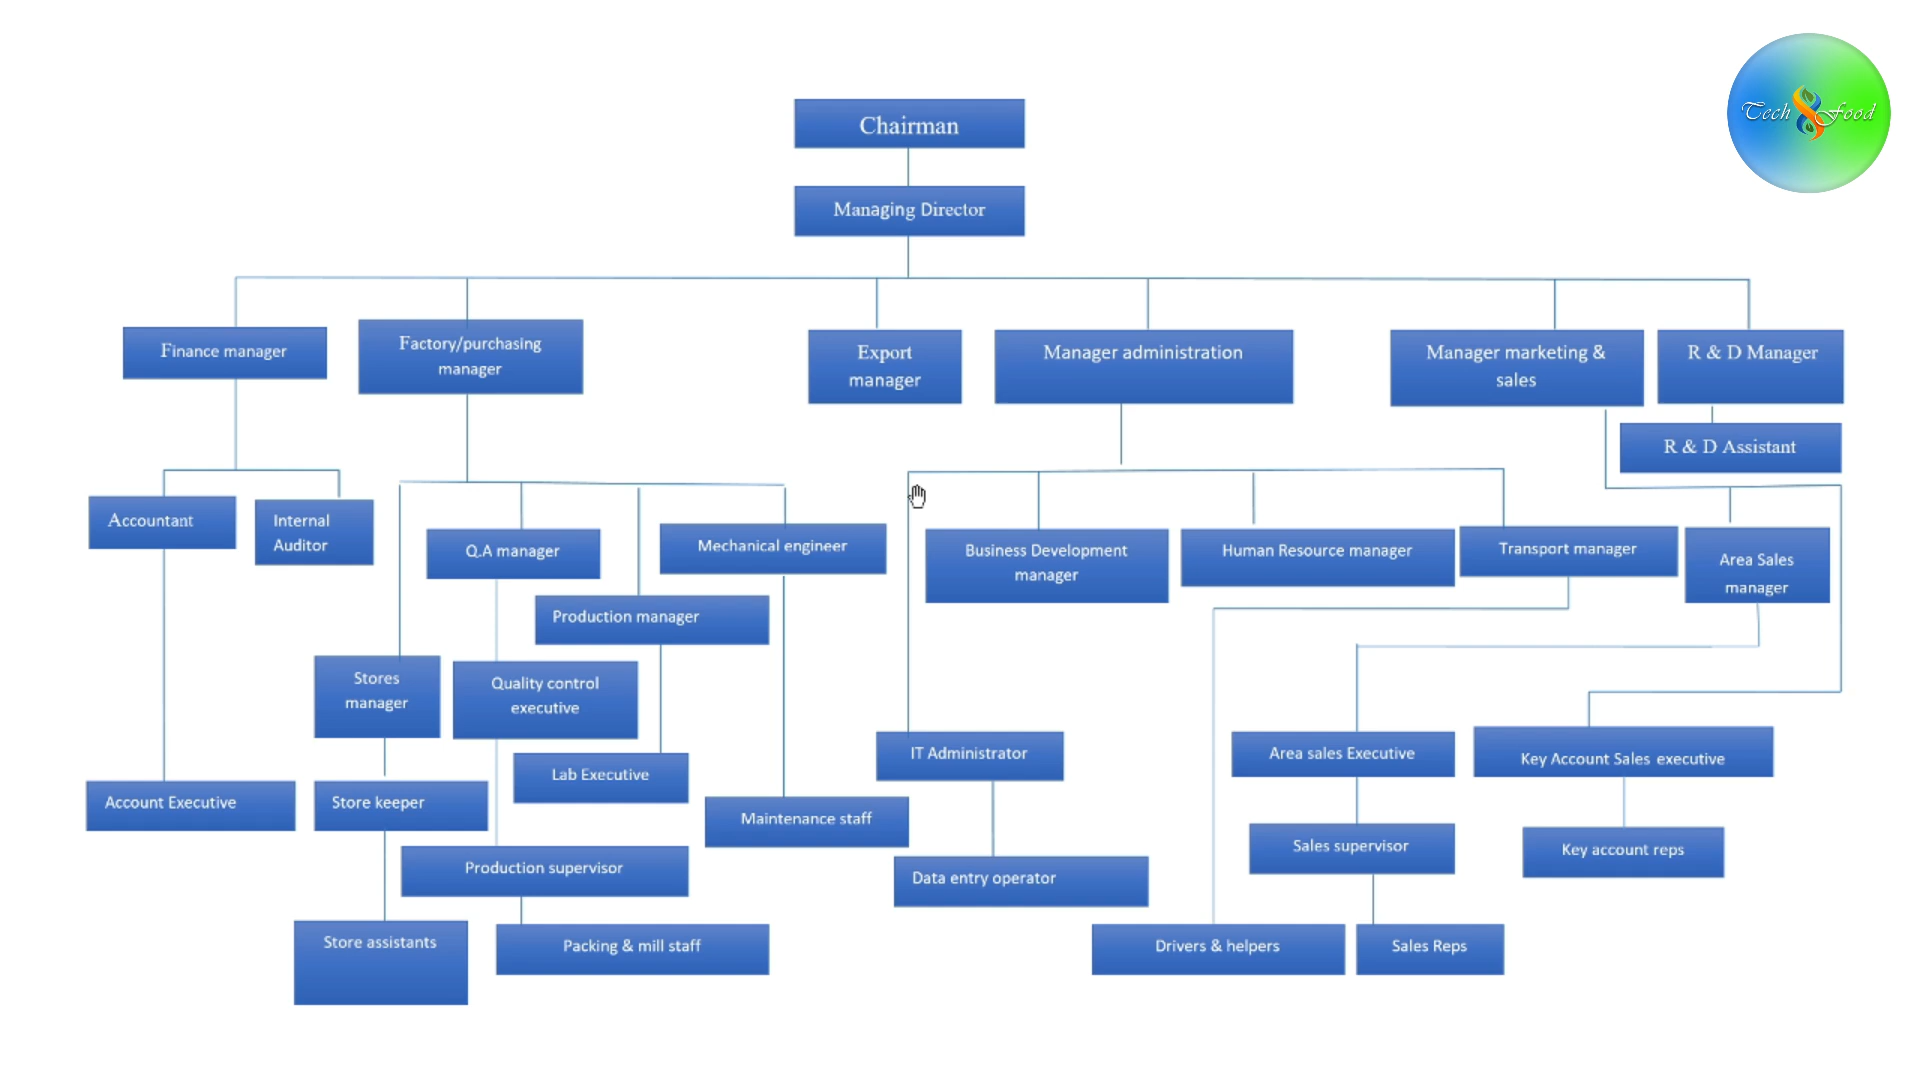 Tech Food
Chairman
Managing Director
Finance manager
Factory/purchasing
manager
Export
manager
Manager administration
Manager marketing &
sales
R & D Manager
R & D Assistant
Accountant
Internal
Auditor
Q.A manager
Mechanical engineer
Business Development
manager
Human Resource manager
Transport manager
Area Sales
manager
Production manager
Stores
manager
Quality control
executive
Lab Executive
IT Administrator
Area sales Executive
Key Account Sales executive
Account Executive
Store keeper
Maintenance staff
Sales supervisor
Key account reps
Production supervisor
Data entry operator
Store assistants
Packing & mill staff
Drivers & helpers
Sales Reps